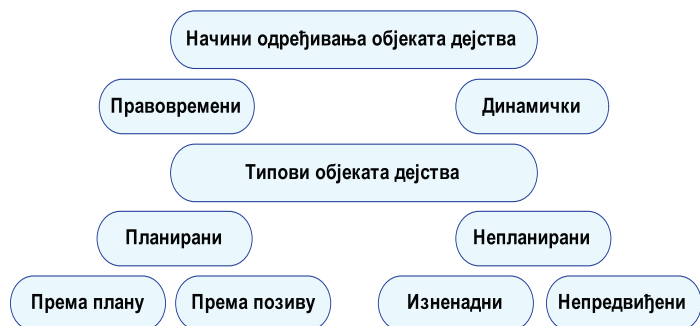 Начини одређивања објеката дејства
Правовремени
Динамички
Типови објеката дејства
Планирани
Непланирани
Према плану
Према позиву
Изненадни
Непредвиђени